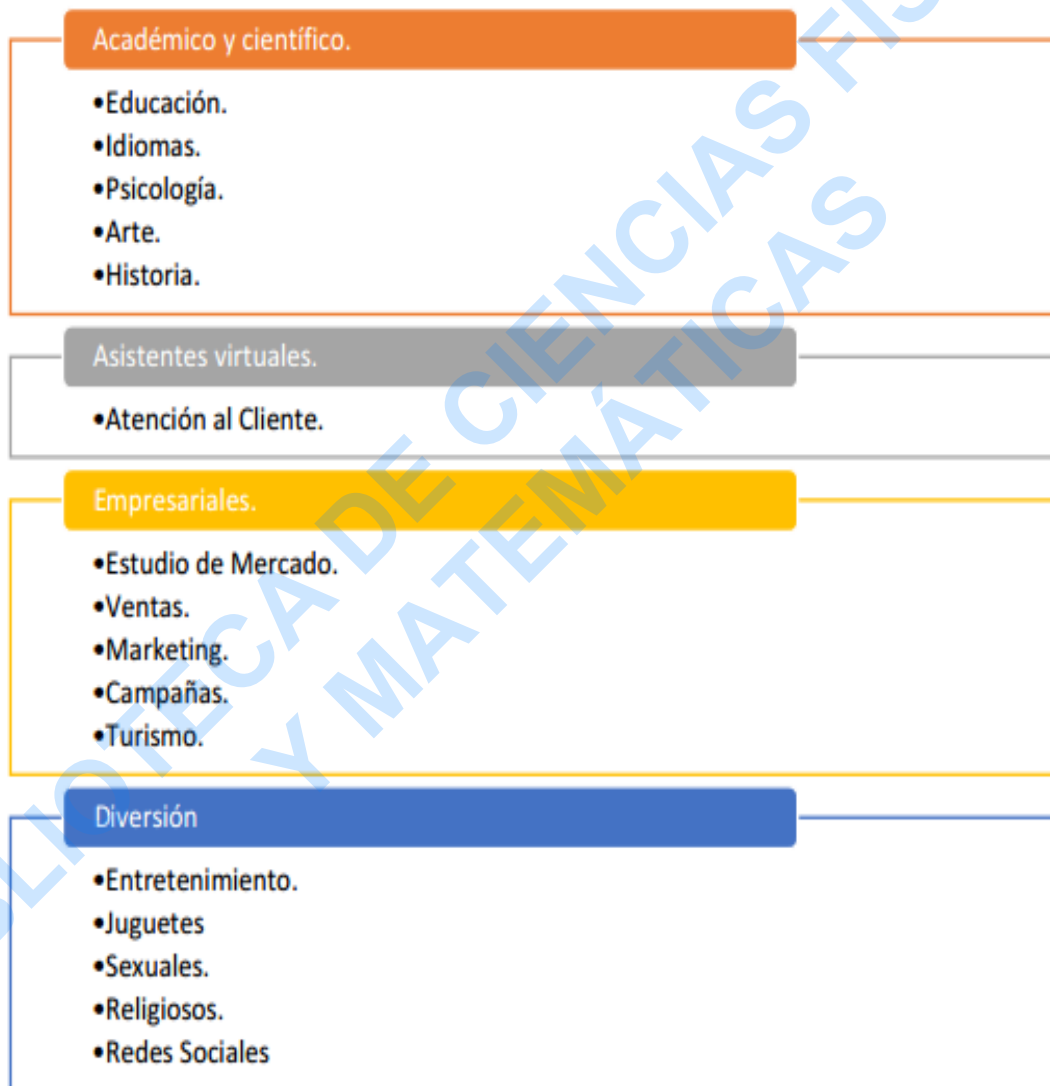 Académico y científico.
•Educación.
•Idiomas.
•Psicología.
•Arte.
•Historia.
Asistentes virtuales.
•Atención al Cliente.
Empresariales.
•Estudio de Mercado.
•Ventas.
•Marketing.
•Campañas.
•Turismo.
Diversión
•Entretenimiento.
•Juguetes
•Sexuales.
•Religiosos.
•Redes Sociales
DE CIENCIAS
Y MATEMÁTICAS